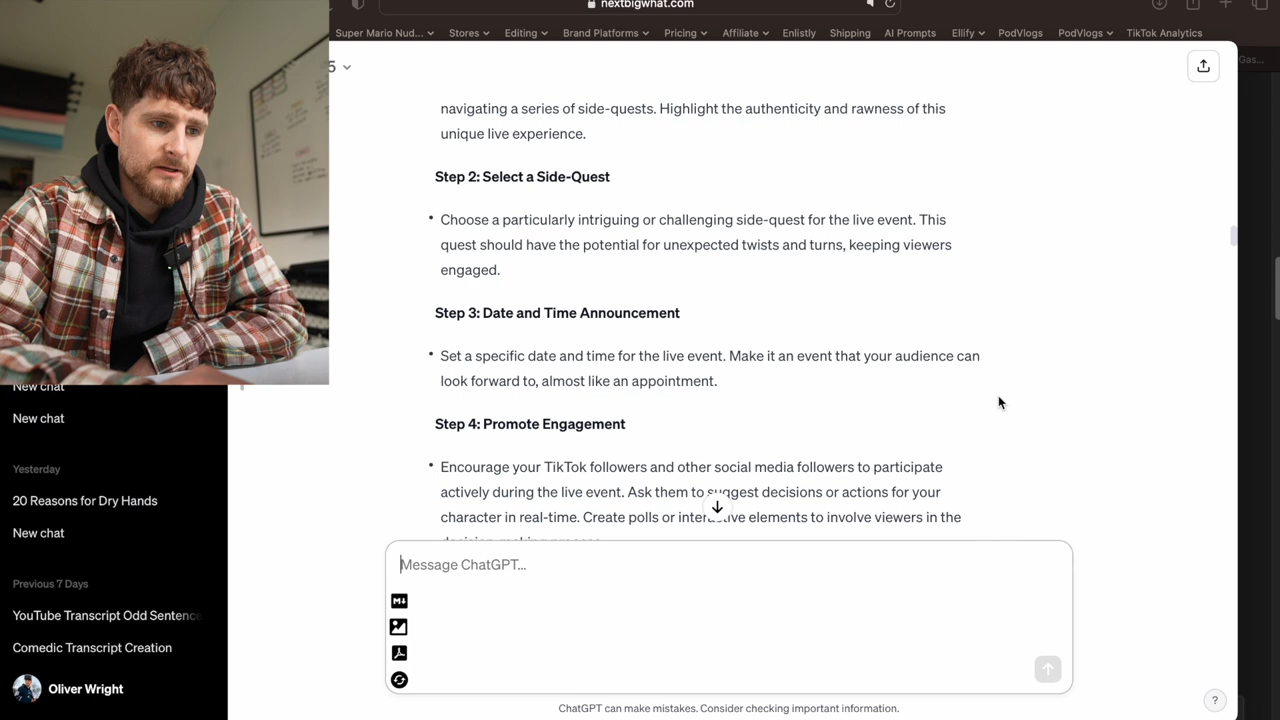 nextbigwhat.com
Super Mario Nud... Stores Editing Brand Platforms Pricing Affiliate Enlistly Shipping AI Prompts Ellify PodVlogs PodVlogs TikTok Analytics
Gas...
5
navigating a series of side-quests. Highlight the authenticity and rawness of this
unique live experience.
Step 2: Select a Side-Quest
• Choose a particularly intriguing or challenging side-quest for the live event. This
quest should have the potential for unexpected twists and turns, keeping viewers
engaged.
Step 3: Date and Time Announcement
• Set a specific date and time for the live event. Make it an event that your audience can
look forward to, almost like an appointment.
Step 4: Promote Engagement
• Encourage your TikTok followers and other social media followers to participate
actively during the live event. Ask them to suggest decisions or actions for your
character in real-time. Create polls or interactive elements to involve viewers in the
decision-making process.
New chat
New chat
Yesterday
20 Reasons for Dry Hands
New chat
Previous 7 Days
YouTube Transcript Odd Sentence
Comedic Transcript Creation
Oliver Wright
Message ChatGPT...
M
ChatGPT can make mistakes. Consider checking important information.
?